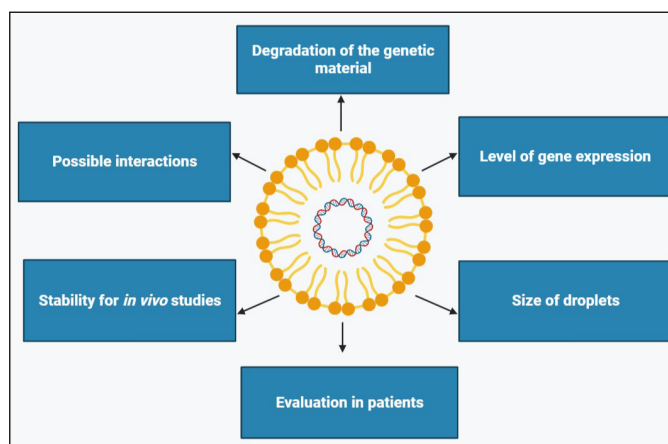 Degradation of the genetic
material
Possible interactions
Level of gene expression
Stability for in vivo studies
Size of droplets
Evaluation in patients